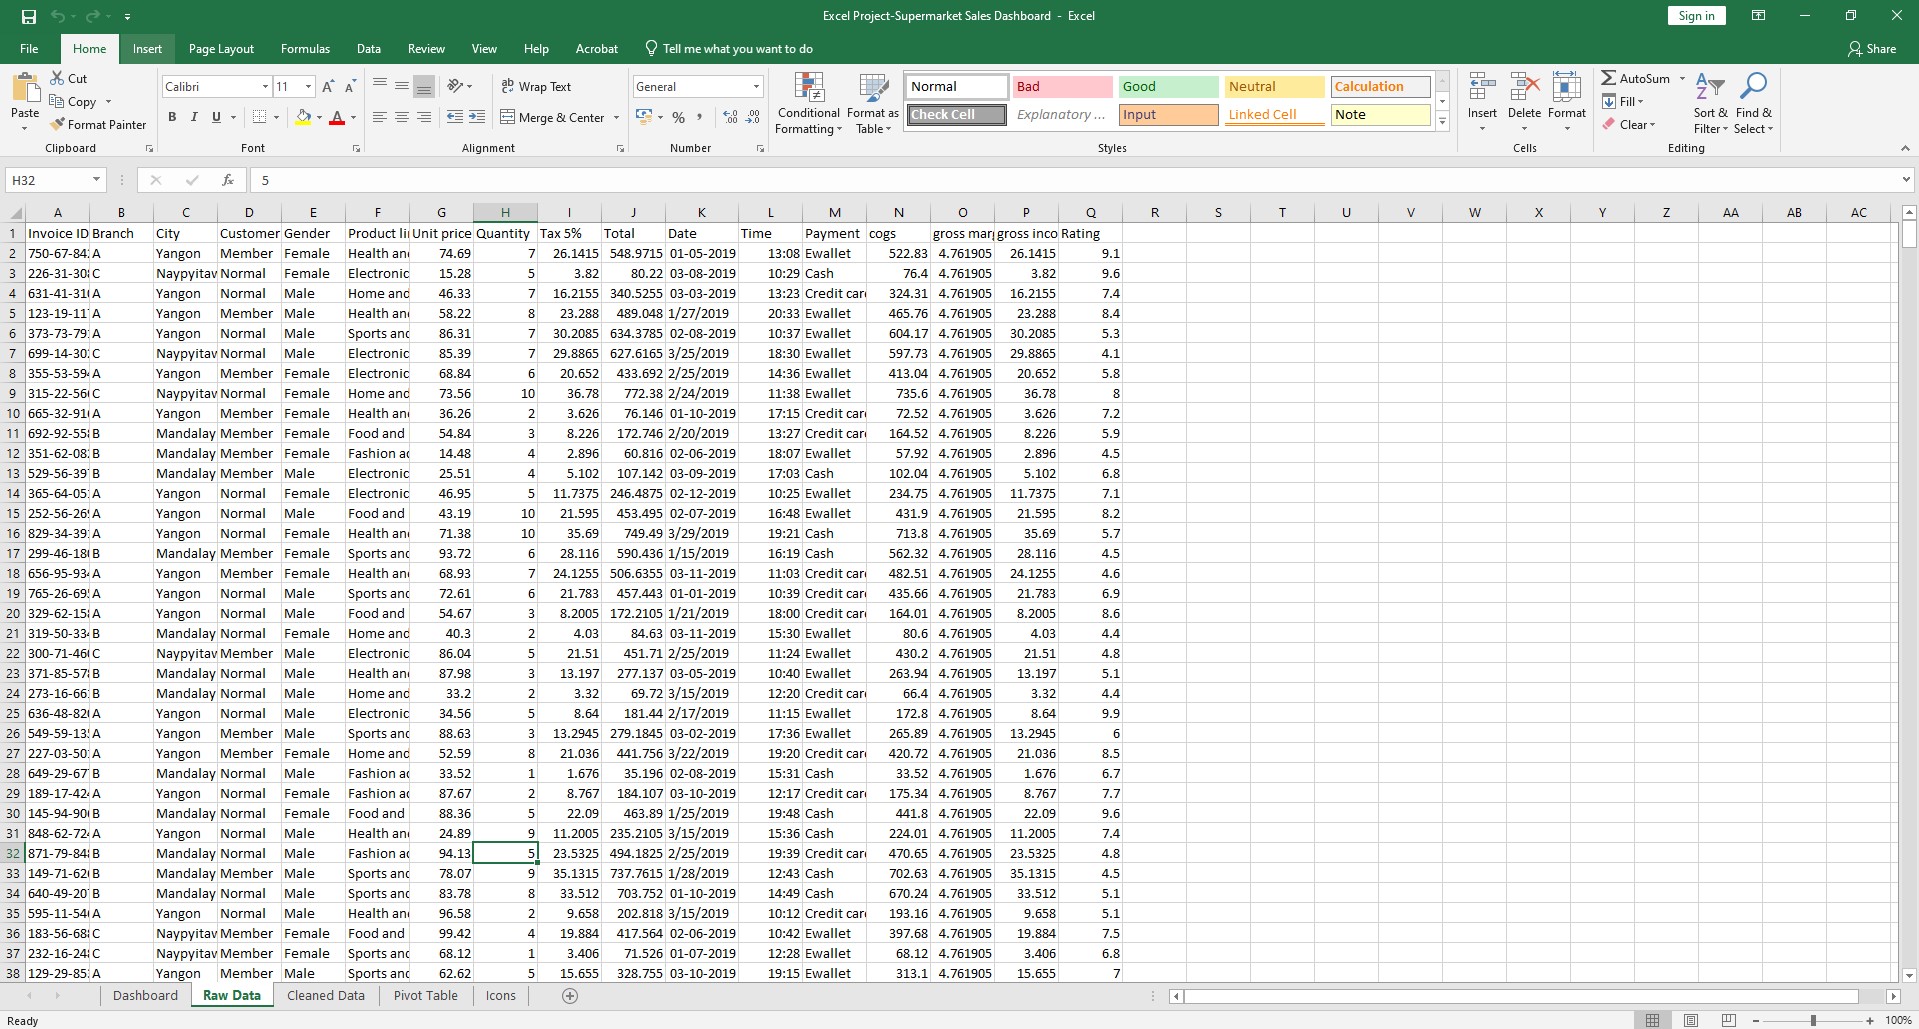 Excel Project-Supermarket Sales Dashboard - Excel
Sign in
File Home Insert Page Layout Formulas Data Review View Help Acrobat Tell me what you want to do Share
Paste
Cut
Copy
Format Painter
Clipboard
Calibri 11
B I U
Font
Wrap Text
Merge & Center
Alignment
General
Number
Conditional Formatting
Format as Table
Normal Bad Good Neutral Calculation
Check Cell Explanatory ... Input Linked Cell Note
Styles
Insert Delete Format
Cells
AutoSum
Fill
Clear
Sort & Filter
Find & Select
Editing
H32 fx 5
A B C D E F G H I J K L M N O P Q R S T U V W X Y Z AA AB AC
1 Invoice ID Branch City Customer Gender Product li Unit price Quantity Tax 5% Total Date Time Payment cogs gross mar gross inco Rating
2 750-67-84 A Yangon Member Female Health an 74.69 7 26.1415 548.9715 01-05-2019 13:08 Ewallet 522.83 4.761905 26.1415 9.1
3 226-31-30 C Naypyitaw Normal Female Electronic 15.28 5 3.82 80.22 03-08-2019 10:29 Cash 76.4 4.761905 3.82 9.6
4 631-41-31 A Yangon Normal Male Home and 46.33 7 16.2155 340.5255 03-03-2019 13:23 Credit car 324.31 4.761905 16.2155 7.4
5 123-19-11 A Yangon Member Male Health an 58.22 8 23.288 489.048 1/27/2019 20:33 Ewallet 465.76 4.761905 23.288 8.4
6 373-73-79 A Yangon Normal Male Sports and 86.31 7 30.2085 634.3785 02-08-2019 10:37 Ewallet 604.17 4.761905 30.2085 5.3
7 699-14-30 C Naypyitaw Normal Male Electronic 85.39 7 29.8865 627.6165 3/25/2019 18:30 Ewallet 597.73 4.761905 29.8865 4.1
8 355-53-59 A Yangon Member Female Electronic 68.84 6 20.652 433.692 2/25/2019 14:36 Ewallet 413.04 4.761905 20.652 5.8
9 315-22-56 C Naypyitaw Normal Female Home and 73.56 10 36.78 772.38 2/24/2019 11:38 Ewallet 735.6 4.761905 36.78 8
10 665-32-91 A Yangon Member Female Health an 36.26 2 3.626 76.146 01-10-2019 17:15 Credit car 72.52 4.761905 3.626 7.2
11 692-92-55 B Mandalay Member Female Food and 54.84 3 8.226 172.746 2/20/2019 13:27 Credit car 164.52 4.761905 8.226 5.9
12 351-62-08 B Mandalay Member Female Fashion ac 14.48 4 2.896 60.816 02-06-2019 18:07 Ewallet 57.92 4.761905 2.896 4.5
13 529-56-39 B Mandalay Member Male Electronic 25.51 4 5.102 107.142 03-09-2019 17:03 Cash 102.04 4.761905 5.102 6.8
14 365-64-05 A Yangon Normal Female Electronic 46.95 5 11.7375 246.4875 02-12-2019 10:25 Ewallet 234.75 4.761905 11.7375 7.1
15 252-56-26 A Yangon Normal Male Food and 43.19 10 21.595 453.495 02-07-2019 16:48 Ewallet 431.9 4.761905 21.595 8.2
16 829-34-39 A Yangon Normal Female Health an 71.38 10 35.69 749.49 3/29/2019 19:21 Cash 713.8 4.761905 35.69 5.7
17 299-46-18 B Mandalay Member Female Sports and 93.72 6 28.116 590.436 1/15/2019 16:19 Cash 562.32 4.761905 28.116 4.5
18 656-95-93 A Yangon Member Female Health an 68.93 7 24.1255 506.6355 03-11-2019 11:03 Credit car 482.51 4.761905 24.1255 4.6
19 765-26-69 A Yangon Normal Male Sports and 72.61 6 21.783 457.443 01-01-2019 10:39 Credit car 435.66 4.761905 21.783 6.9
20 329-62-15 A Yangon Normal Male Food and 54.67 3 8.2005 172.2105 1/21/2019 18:00 Credit car 164.01 4.761905 8.2005 8.6
21 319-50-33 B Mandalay Normal Female Home and 40.3 2 4.03 84.63 03-11-2019 15:30 Ewallet 80.6 4.761905 4.03 4.4
22 300-71-46 C Naypyitaw Member Male Electronic 86.04 5 21.51 451.71 2/25/2019 11:24 Ewallet 430.2 4.761905 21.51 4.8
23 371-85-57 B Mandalay Normal Male Health an 87.98 3 13.197 277.137 03-05-2019 10:40 Ewallet 263.94 4.761905 13.197 5.1
24 273-16-66 B Mandalay Normal Male Home and 33.2 2 3.32 69.72 3/15/2019 12:20 Credit car 66.4 4.761905 3.32 4.4
25 636-48-82 A Yangon Normal Male Electronic 34.56 5 8.64 181.44 2/17/2019 11:15 Ewallet 172.8 4.761905 8.64 9.9
26 549-59-13 A Yangon Member Male Sports and 88.63 3 13.2945 279.1845 03-02-2019 17:36 Ewallet 265.89 4.761905 13.2945 6
27 227-03-50 A Yangon Member Female Home and 52.59 8 21.036 441.756 3/22/2019 19:20 Credit car 420.72 4.761905 21.036 8.5
28 649-29-67 B Mandalay Normal Male Fashion ac 33.52 1 1.676 35.196 02-08-2019 15:31 Cash 33.52 4.761905 1.676 6.7
29 189-17-42 A Yangon Normal Female Fashion ac 87.67 2 8.767 184.107 03-10-2019 12:17 Credit car 175.34 4.761905 8.767 7.7
30 145-94-90 B Mandalay Normal Female Food and 88.36 5 22.09 463.89 1/25/2019 19:48 Cash 441.8 4.761905 22.09 9.6
31 848-62-72 A Yangon Normal Male Health an 24.89 9 11.2005 235.2105 3/15/2019 15:36 Cash 224.01 4.761905 11.2005 7.4
32 871-79-84 B Mandalay Normal Male Fashion ac 94.13 5 23.5325 494.1825 2/25/2019 19:39 Credit car 470.65 4.761905 23.5325 4.8
33 149-71-62 B Mandalay Member Male Sports and 78.07 9 35.1315 737.7615 1/28/2019 12:43 Cash 702.63 4.761905 35.1315 4.5
34 640-49-20 B Mandalay Normal Male Sports and 83.78 8 33.512 703.752 01-10-2019 14:49 Cash 670.24 4.761905 33.512 5.1
35 595-11-54 A Yangon Normal Male Health an 96.58 2 9.658 202.818 3/15/2019 10:12 Credit car 193.16 4.761905 9.658 5.1
36 183-56-68 C Naypyitaw Member Female Food and 99.42 4 19.884 417.564 02-06-2019 10:42 Ewallet 397.68 4.761905 19.884 7.5
37 232-16-24 C Naypyitaw Member Female Sports and 68.12 1 3.406 71.526 01-07-2019 12:28 Ewallet 68.12 4.761905 3.406 6.8
38 129-29-85 A Yangon Member Male Sports and 62.62 5 15.655 328.755 03-10-2019 19:15 Ewallet 313.1 4.761905 15.655 7
Dashboard Raw Data Cleaned Data Pivot Table Icons
Ready 100%